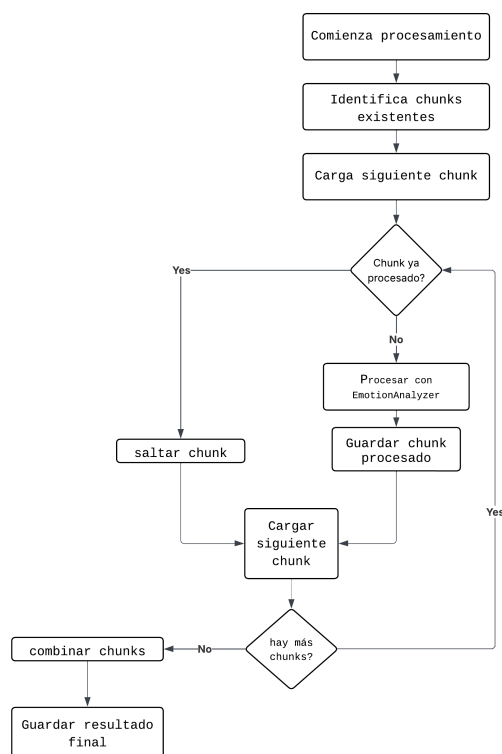 Comienza procesamiento
Identifica chunks
existentes
Carga siguiente chunk
Chunk ya
procesado?
Yes
No
Procesar con
EmotionAnalyzer
saltar chunk
Guardar chunk
procesado
Cargar
siguiente
chunk
Yes
hay más
chunks?
No
combinar chunks
Guardar resultado
final